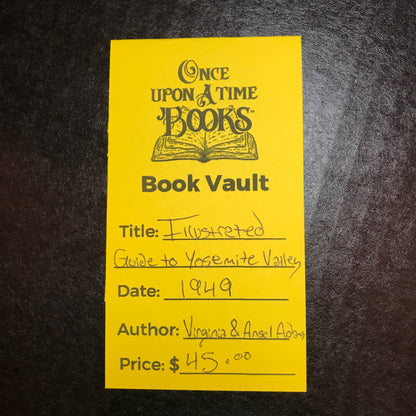 ONCE
UPON A TIME
BOOKS
Book Vault
Title: Illustrated
Guide to Yosemite Valley
Date: 1949
Author: Virginia & Ansel Adams
Price: $ 45.00